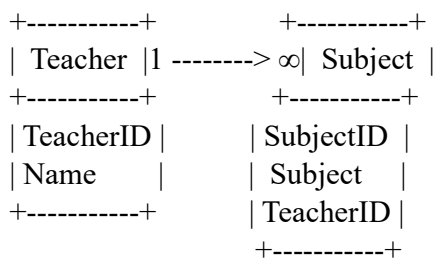 +-----------+ +-----------+
| Teacher |1 --------> ∞| Subject |
+-----------+ +-----------+
| TeacherID | | SubjectID |
| Name | | Subject |
+-----------+ | TeacherID |
+-----------+